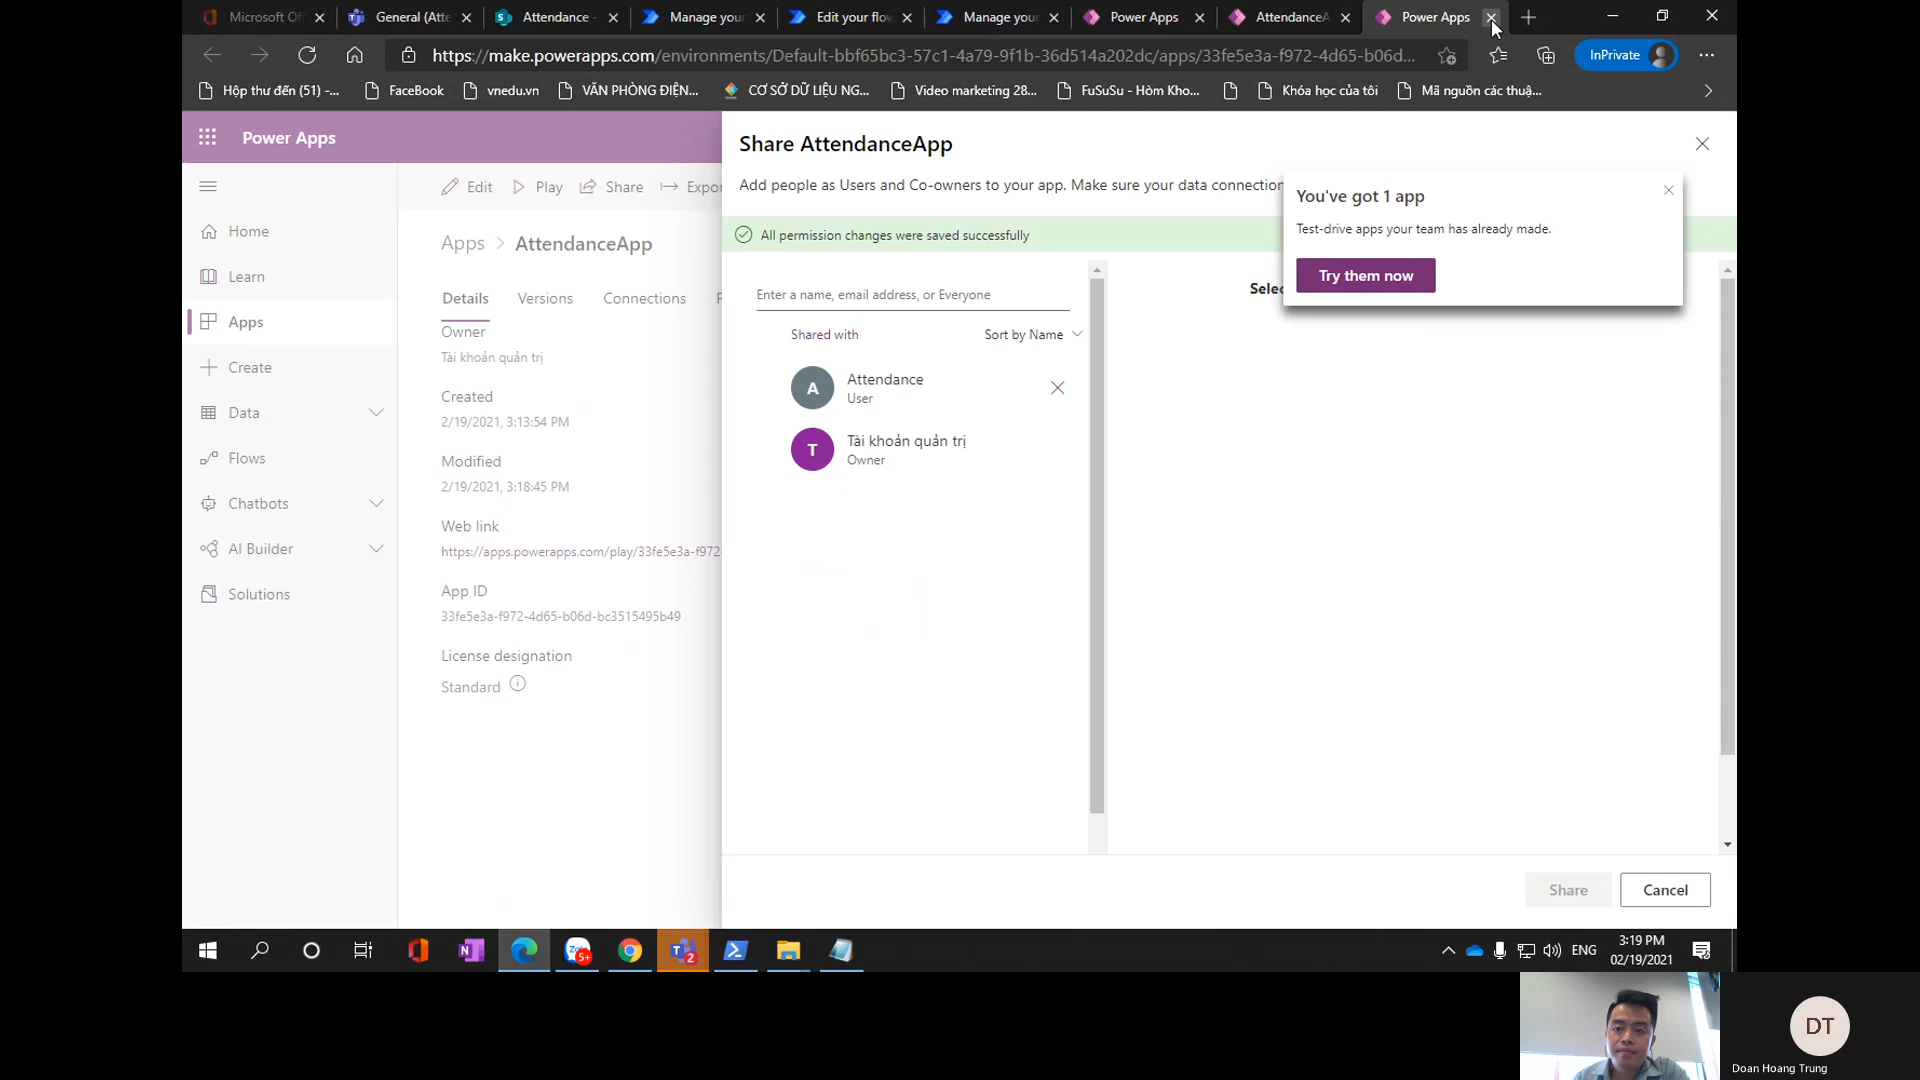 Microsoft Of
General (Atte
Attendance -
Manage your
Edit your flo
Manage your
Power Apps
AttendanceA
Power Apps
https://make.powerapps.com/environments/Default-bbf65bc3-57c1-4a79-9f1b-36d514a202dc/apps/33fe5e3a-f972-4d65-b06d...
InPrivate
Hộp thư đến (51) -...
FaceBook
vnedu.vn
VĂN PHÒNG ĐIỆN...
CƠ SỞ DỮ LIỆU NG...
Video marketing 28...
FuSuSu - Hòm Kho...
Khóa học của tôi
Mã nguồn các thuậ...
Power Apps
Home
Learn
Apps
Create
Data
Flows
Chatbots
AI Builder
Solutions
Edit
Play
Share
Expor
Apps > AttendanceApp
Details
Versions
Connections
Owner
Tài khoản quản trị
Created
2/19/2021, 3:13:54 PM
Modified
2/19/2021, 3:18:45 PM
Web link
https://apps.powerapps.com/play/33fe5e3a-f972-
App ID
33fe5e3a-f972-4d65-b06d-bc3515495b49
License designation
Standard
Share AttendanceApp
Add people as Users and Co-owners to your app. Make sure your data connection
All permission changes were saved successfully
Enter a name, email address, or Everyone
Shared with
Sort by Name
A
Attendance
User
T
Tài khoản quản trị
Owner
Selec
You've got 1 app
Test-drive apps your team has already made.
Try them now
Share
Cancel
Zalo
5+
2
ENG
3:19 PM
02/19/2021
DT
Doan Hoang Trung